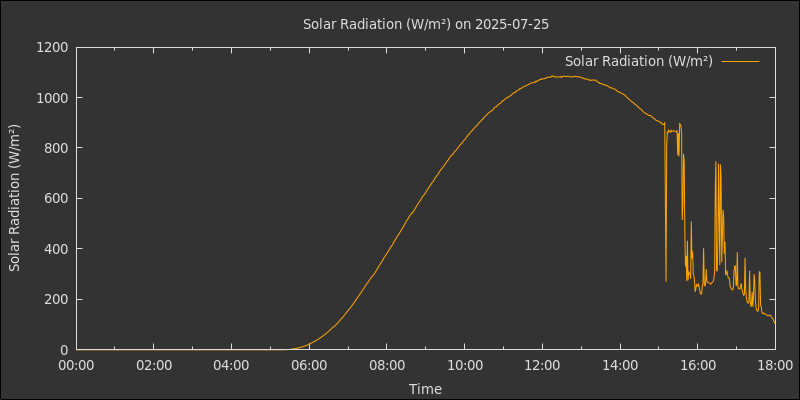 Solar Radiation (W/m²) on 2025-07-25
Solar Radiation (W/m²)
Solar Radiation (W/m²)
1200
1000
800
600
400
200
0
00:00 02:00 04:00 06:00 08:00 10:00 12:00 14:00 16:00 18:00
Time